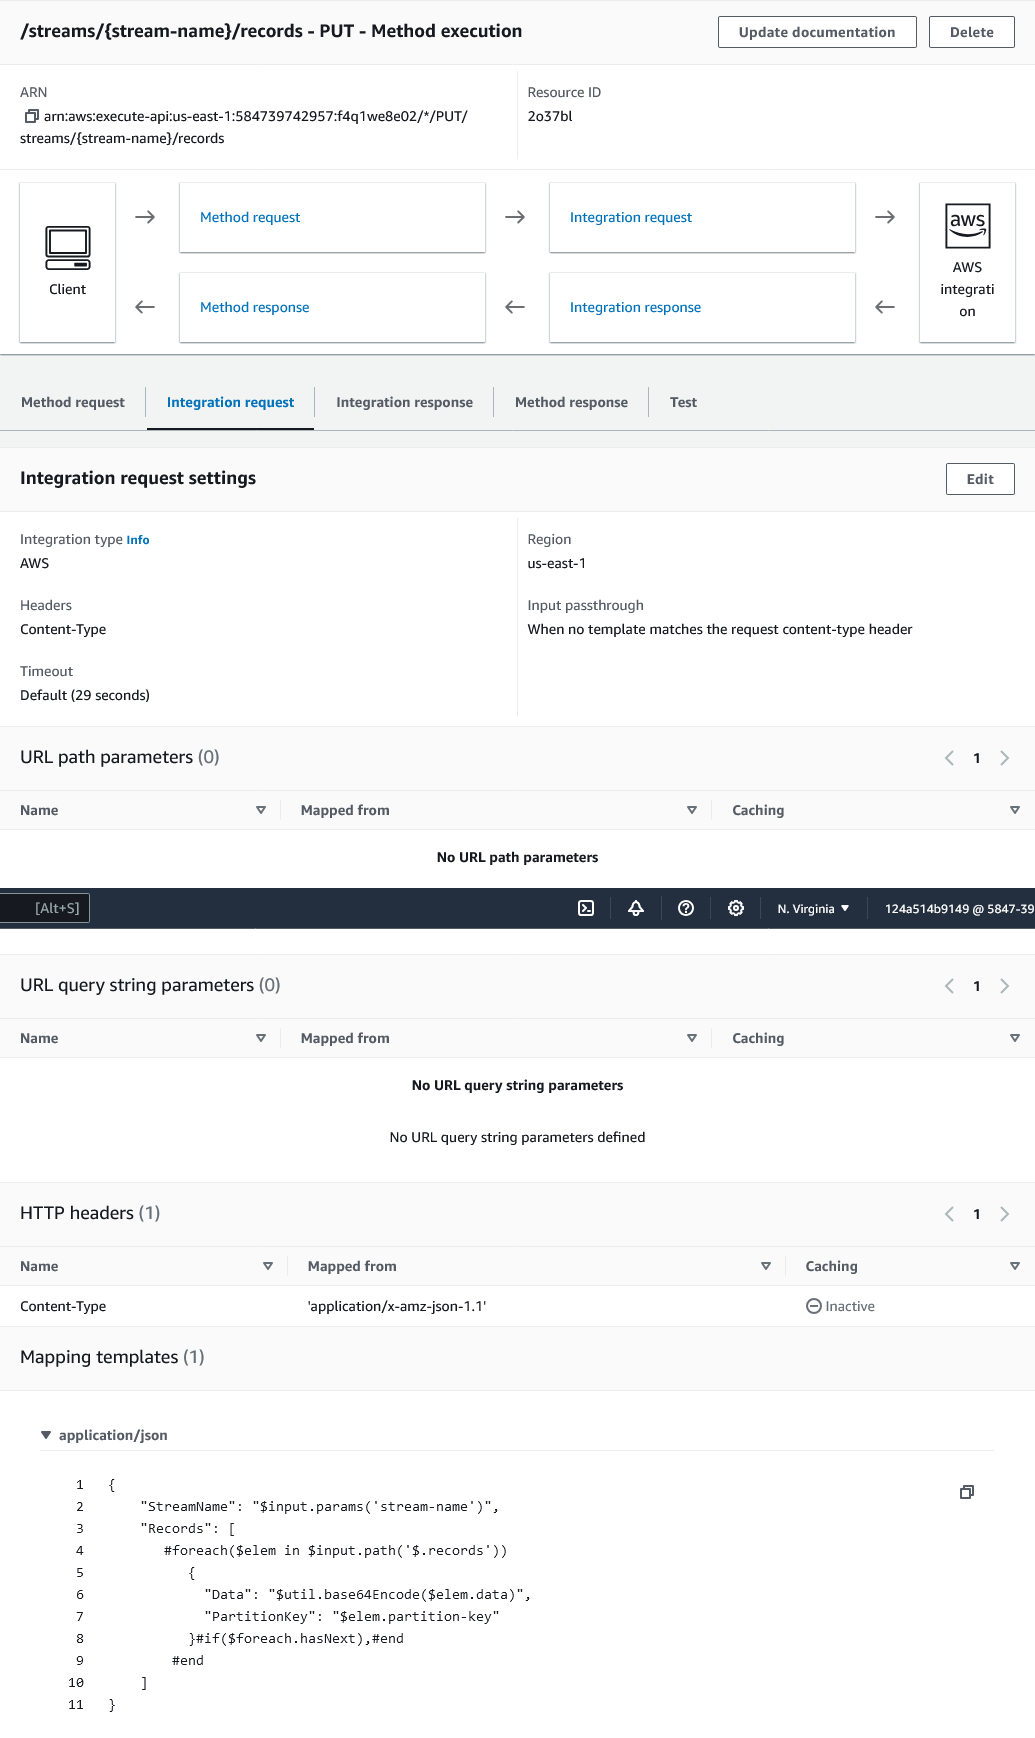 /streams/{stream-name}/records - PUT - Method execution
Update documentation
Delete
ARN
arn:aws:execute-api:us-east-1:584739742957:f4q1we8e02/*/PUT/
streams/{stream-name}/records
Resource ID
2o37bl
Client
Method request
Integration request
Method response
Integration response
aws
AWS
integrati
on
Method request
Integration request
Integration response
Method response
Test
Integration request settings
Edit
Integration type Info
AWS
Region
us-east-1
Headers
Content-Type
Input passthrough
When no template matches the request content-type header
Timeout
Default (29 seconds)
URL path parameters (0)
1
Name
Mapped from
Caching
No URL path parameters
[Alt+S]
N. Virginia
124a514b9149 @ 5847-39
URL query string parameters (0)
1
Name
Mapped from
Caching
No URL query string parameters
No URL query string parameters defined
HTTP headers (1)
1
Name
Mapped from
Caching
Content-Type
'application/x-amz-json-1.1'
Inactive
Mapping templates (1)
application/json
1 {
2 "StreamName": "$input.params('stream-name')",
3 "Records": [
4 #foreach($elem in $input.path('$.records'))
5 {
6 "Data": "$util.base64Encode($elem.data)",
7 "PartitionKey": "$elem.partition-key"
8 }#if($foreach.hasNext),#end
9 #end
10 ]
11 }